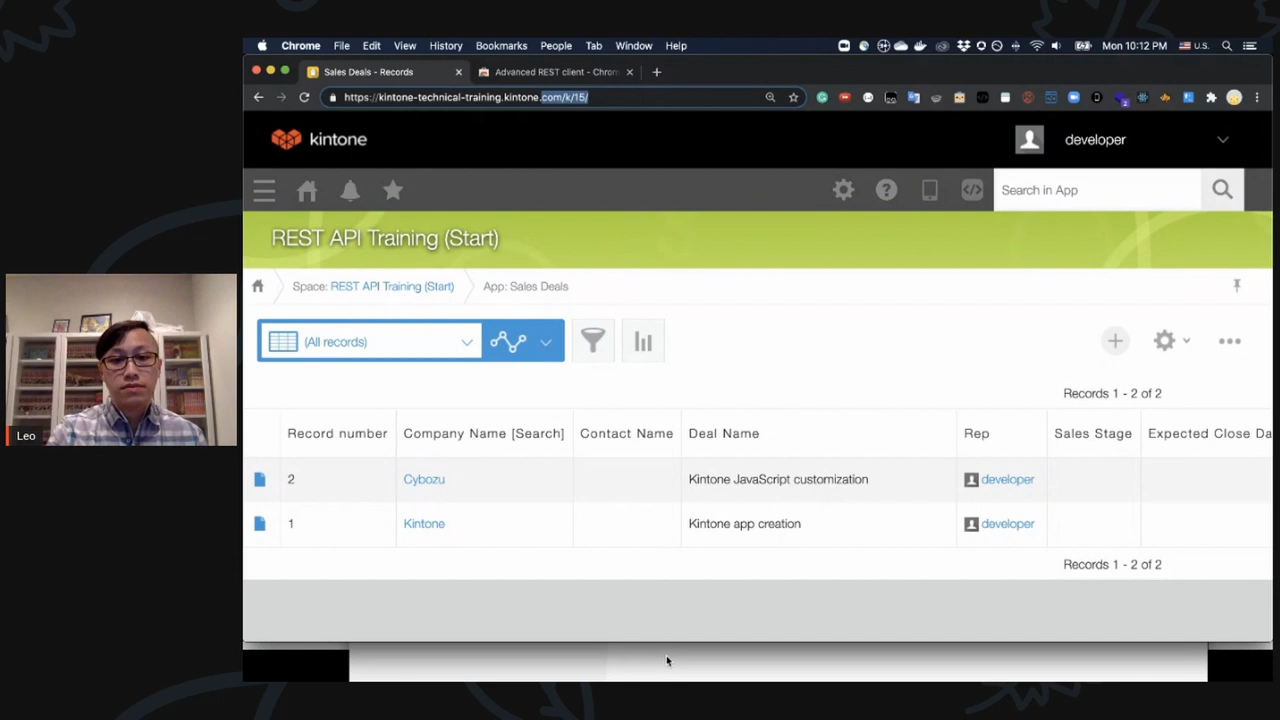 Chrome File Edit View History Bookmarks People Tab Window Help Mon 10:12 PM U.S.
Sales Deals - Records Advanced REST client - Chrom
https://kintone-technical-training.kintone.com/k/15/
kintone developer
Search in App
REST API Training (Start)
Space: REST API Training (Start) App: Sales Deals
(All records)
Records 1 - 2 of 2
Record number Company Name [Search] Contact Name Deal Name Rep Sales Stage Expected Close Da
2 Cybozu Kintone JavaScript customization developer
1 Kintone Kintone app creation developer
Records 1 - 2 of 2
Leo